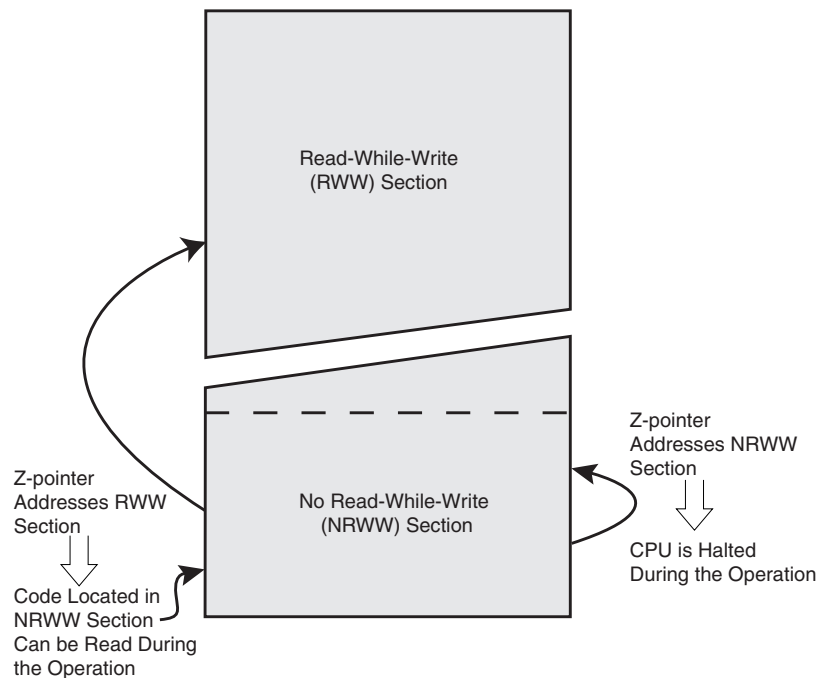 Read-While-Write
(RWW) Section
Z-pointer
Addresses NRWW
Section
Z-pointer
Addresses RWW
Section
No Read-While-Write
(NRWW) Section
CPU is Halted
During the Operation
Code Located in
NRWW Section
Can be Read During
the Operation